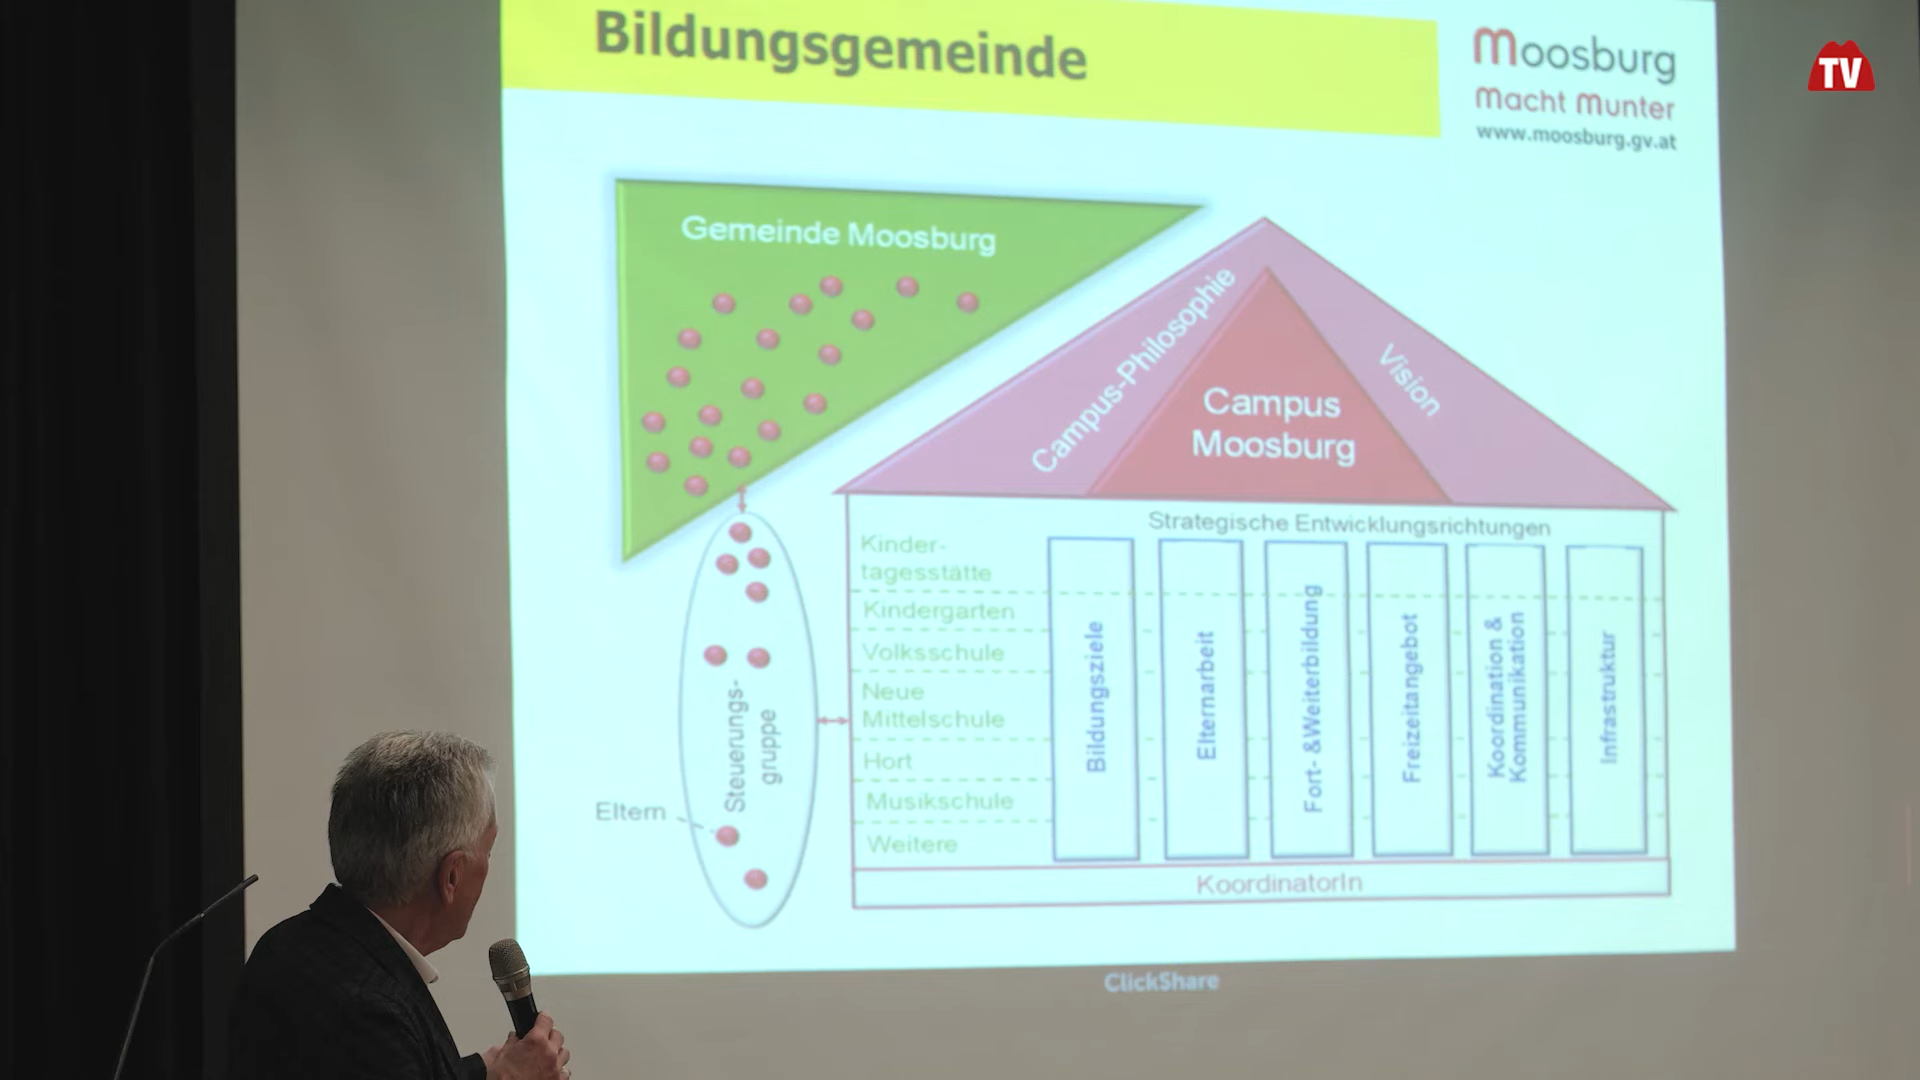 Bildungsgemeinde
Moosburg
Macht Munter
www.moosburg.gv.at
TV
Gemeinde Moosburg
Campus-Philosophie
Vision
Campus
Moosburg
Strategische Entwicklungsrichtungen
Kinder-
tagesstätte
Kindergarten
Volksschule
Neue
Mittelschule
Hort
Musikschule
Weitere
Bildungsziele
Elternarbeit
Fort- &Weiterbildung
Freizeitangebot
Koordination &
Kommunikation
Infrastruktur
Steuerungs-
gruppe
Eltern
KoordinatorIn
ClickShare